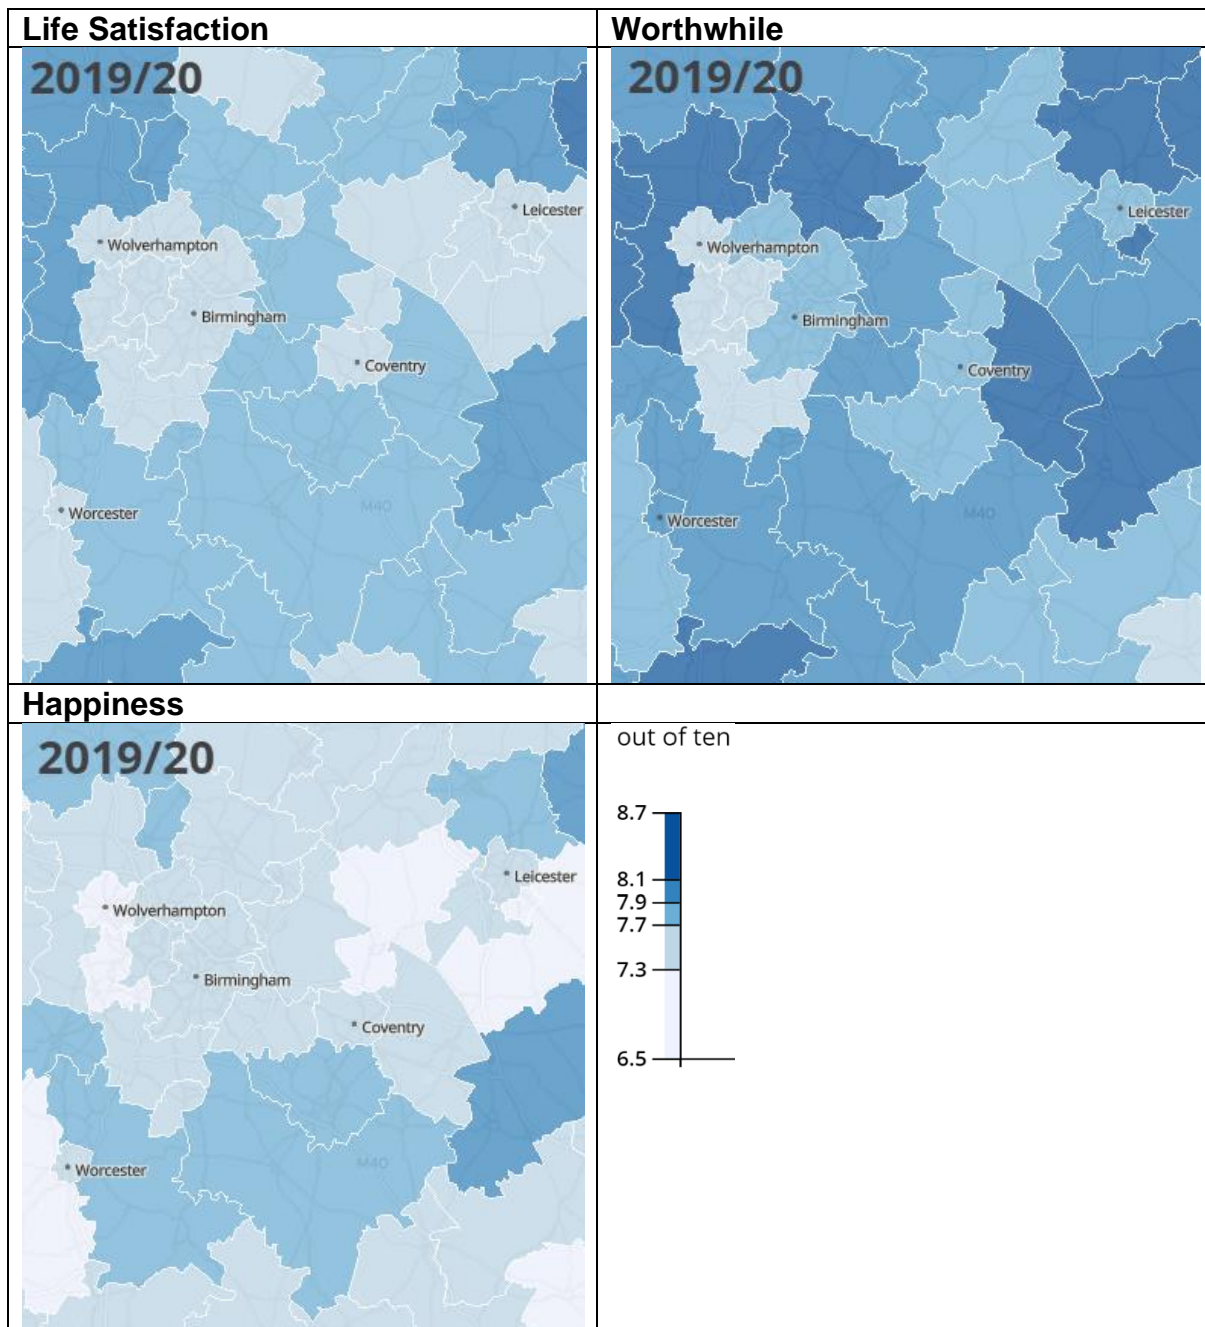 Life Satisfaction
Worthwhile
2019/20
2019/20
Leicester
Wolverhampton
Birmingham
Coventry
M40
Worcester
Leicester
Wolverhampton
Birmingham
Coventry
M40
Worcester
Happiness
2019/20
Leicester
Wolverhampton
Birmingham
Coventry
M40
Worcester
out of ten
8.7
8.1
7.9
7.7
7.3
6.5